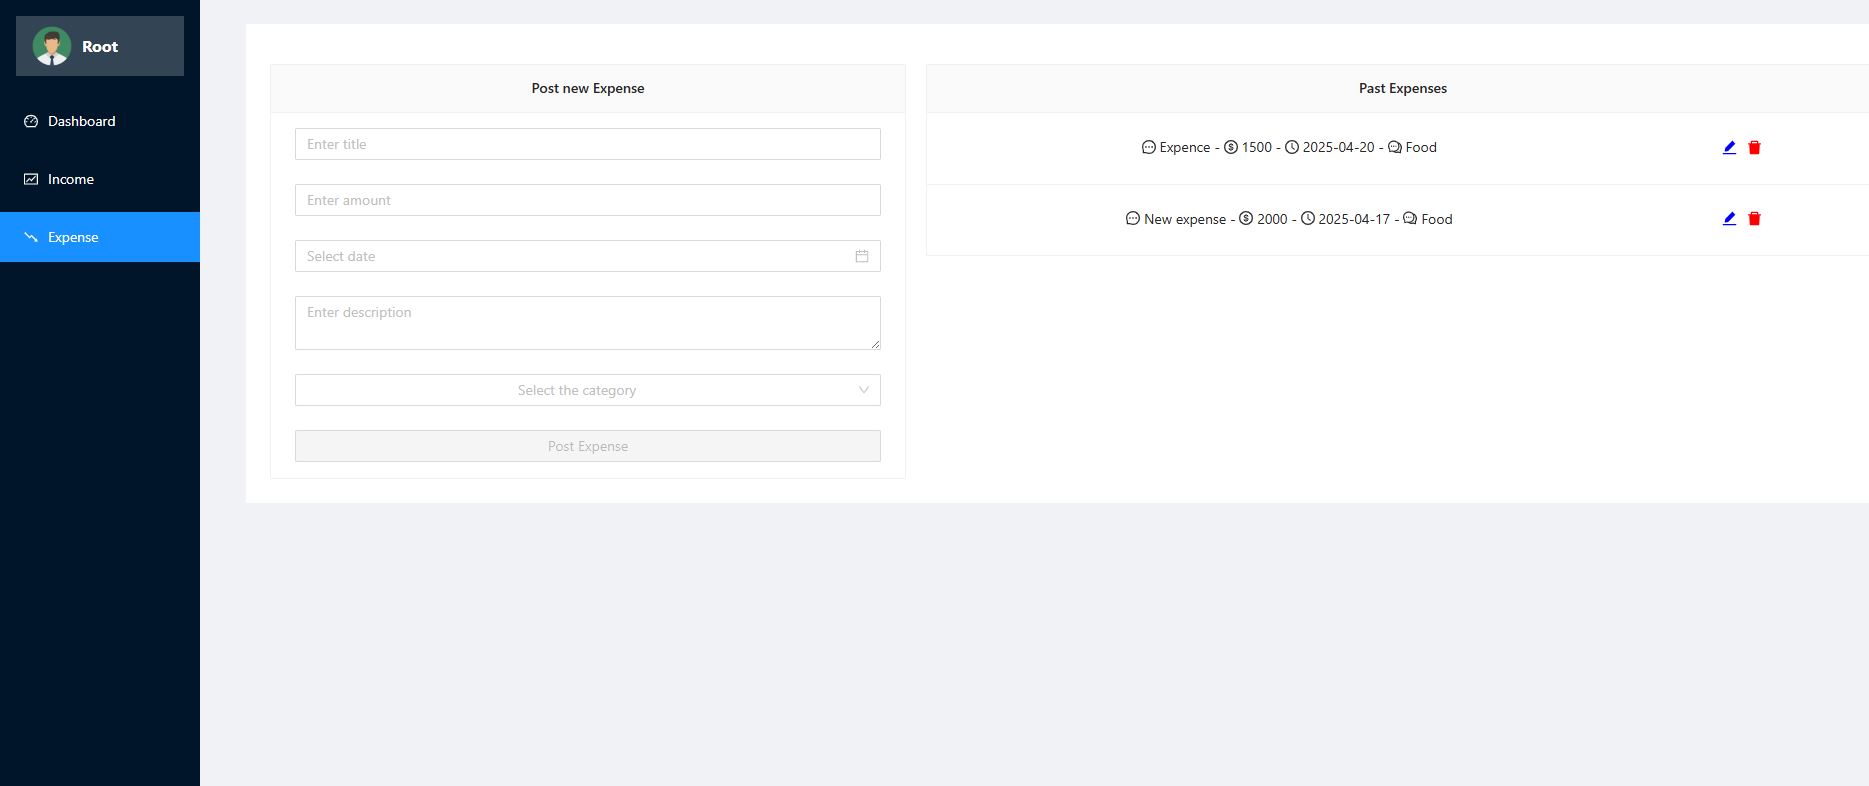 Root
Dashboard
Income
Expense
Post new Expense
Enter title
Enter amount
Select date
Enter description
Select the category
Post Expense
Past Expenses
Expence - 1500 - 2025-04-20 - Food
New expense - 2000 - 2025-04-17 - Food